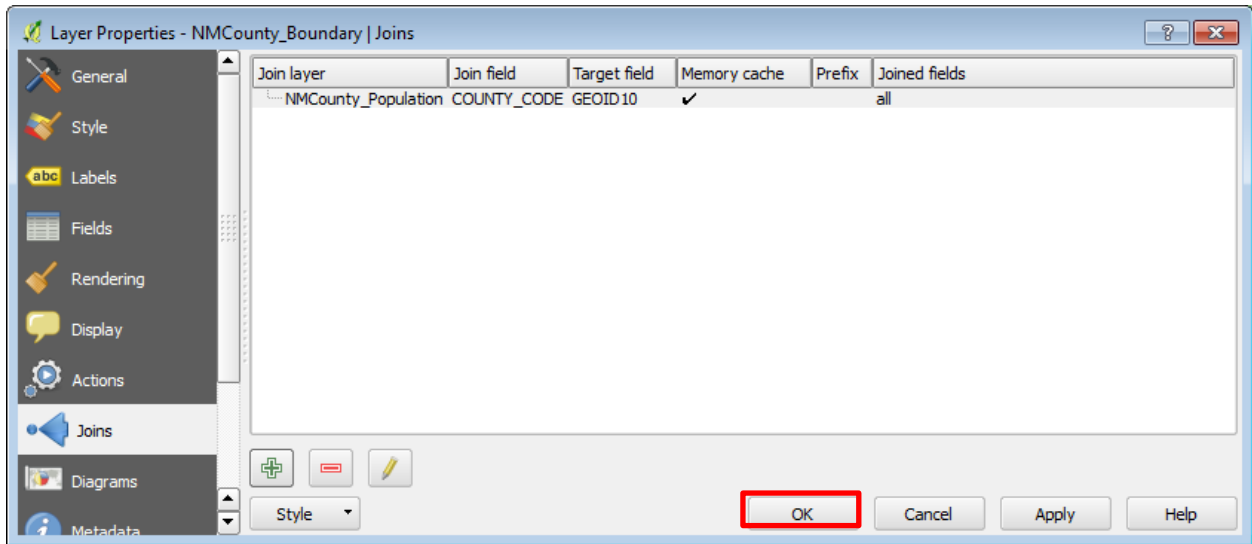 Layer Properties - NMCounty_Boundary | Joins
General
Style
abc Labels
Fields
Rendering
Display
Actions
Joins
Diagrams
Metadata
Join layer Join field Target field Memory cache Prefix Joined fields
NMCounty_Population COUNTY_CODE GEOID10 ✔ all
Style
OK Cancel Apply Help